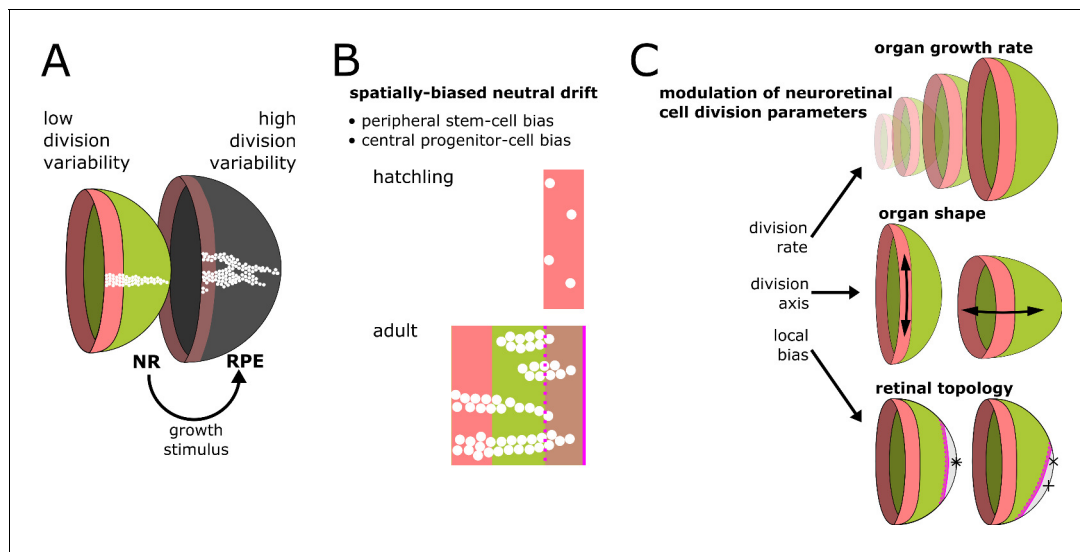 A
low
division
variability
high
division
variability
NR
RPE
growth
stimulus
B
spatially-biased neutral drift
• peripheral stem-cell bias
• central progenitor-cell bias
hatchling
adult
C
organ growth rate
modulation of neuroretinal
cell division parameters
division
rate
organ shape
division
axis
local
bias
retinal topology